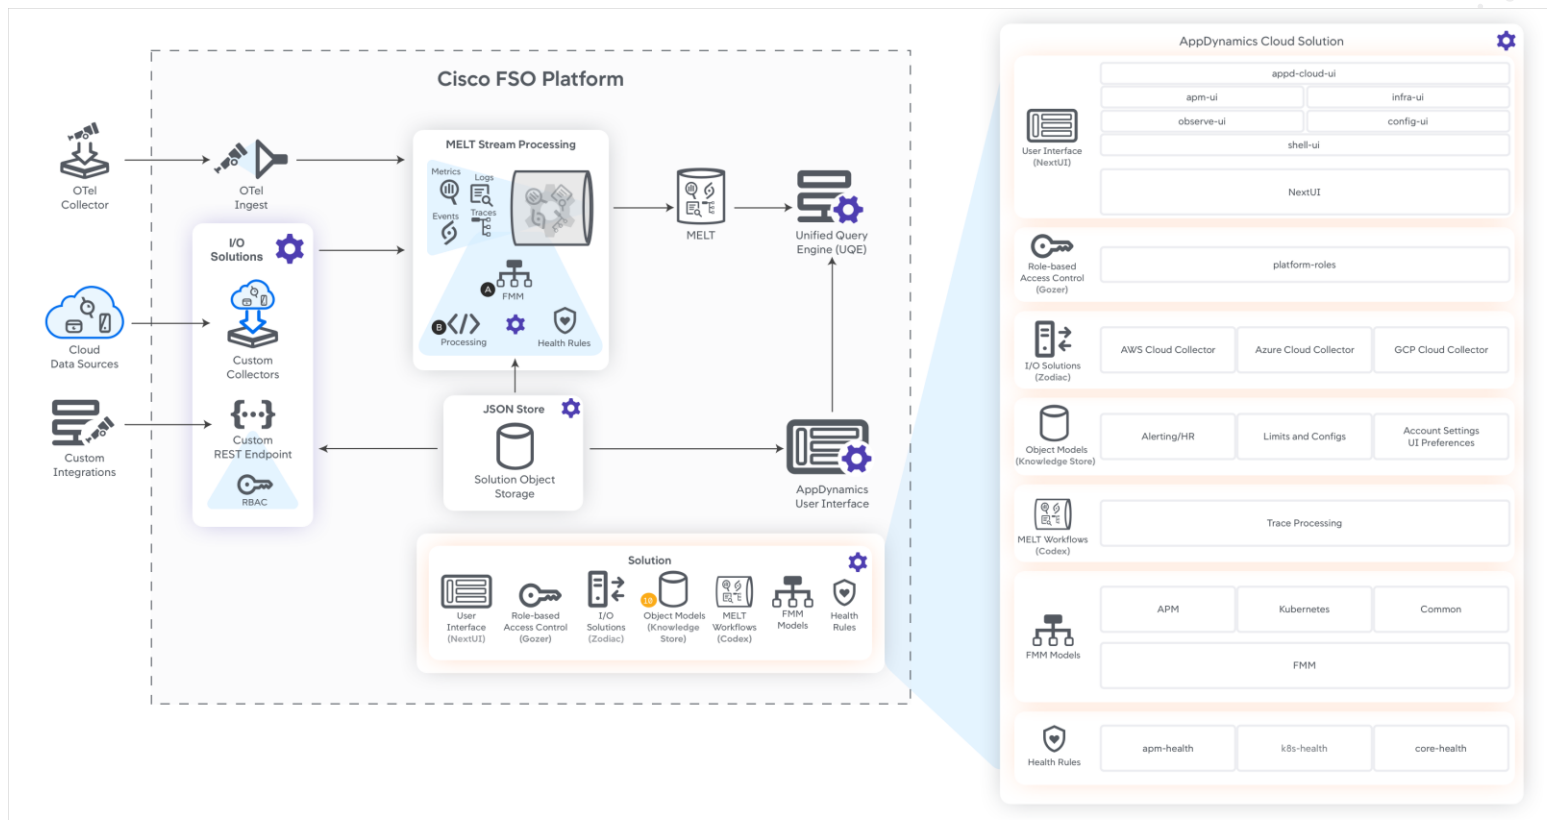 Cisco FSO Platform
OTel
Collector
OTel
Ingest
Cloud
Data Sources
Custom
Integrations
I/O
Solutions
Custom
Collectors
{···}
Custom
REST Endpoint
RBAC
MELT Stream Processing
Metrics
Logs
Events
Traces
A
FMM
B
</>
Processing
Health Rules
MELT
Unified Query
Engine (UQE)
JSON Store
Solution Object
Storage
AppDynamics
User Interface
Solution
User
Interface
(NextUI)
Role-based
Access Control
(Gozer)
I/O
Solutions
(Zodiac)
10
Object Models
(Knowledge
Store)
MELT
Workflows
(Codex)
FMM
Models
Health
Rules
AppDynamics Cloud Solution
User Interface
(NextUI)
appd-cloud-ui
apm-ui
infra-ui
observe-ui
config-ui
shell-ui
NextUI
Role-based
Access Control
(Gozer)
platform-roles
I/O Solutions
(Zodiac)
AWS Cloud Collector
Azure Cloud Collector
GCP Cloud Collector
Object Models
(Knowledge Store)
Alerting/HR
Limits and Configs
Account Settings
UI Preferences
MELT Workflows
(Codex)
Trace Processing
FMM Models
APM
Kubernetes
Common
FMM
Health Rules
apm-health
k8s-health
core-health